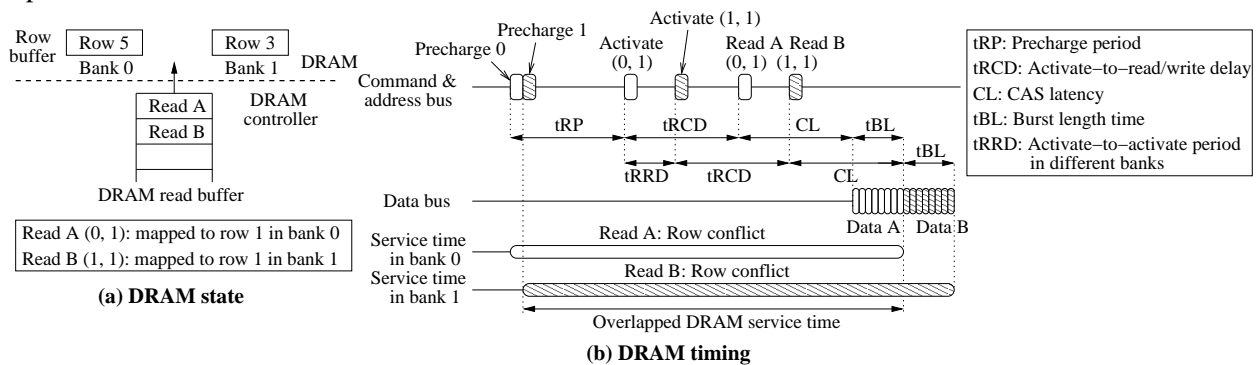 Row buffer
Row 5
Row 3
Bank 0
Bank 1
DRAM
DRAM controller
Read A
Read B
DRAM read buffer
Read A (0, 1): mapped to row 1 in bank 0
Read B (1, 1): mapped to row 1 in bank 1
(a) DRAM state
Precharge 0
Precharge 1
Activate (0, 1)
Activate (1, 1)
Read A (0, 1)
Read B (1, 1)
Command & address bus
tRP
tRCD
CL
tBL
tRRD
tRCD
CL
tBL
Data bus
Data A
Data B
Service time in bank 0
Read A: Row conflict
Service time in bank 1
Read B: Row conflict
Overlapped DRAM service time
(b) DRAM timing
tRP: Precharge period
tRCD: Activate−to−read/write delay
CL: CAS latency
tBL: Burst length time
tRRD: Activate−to−activate period
in different banks